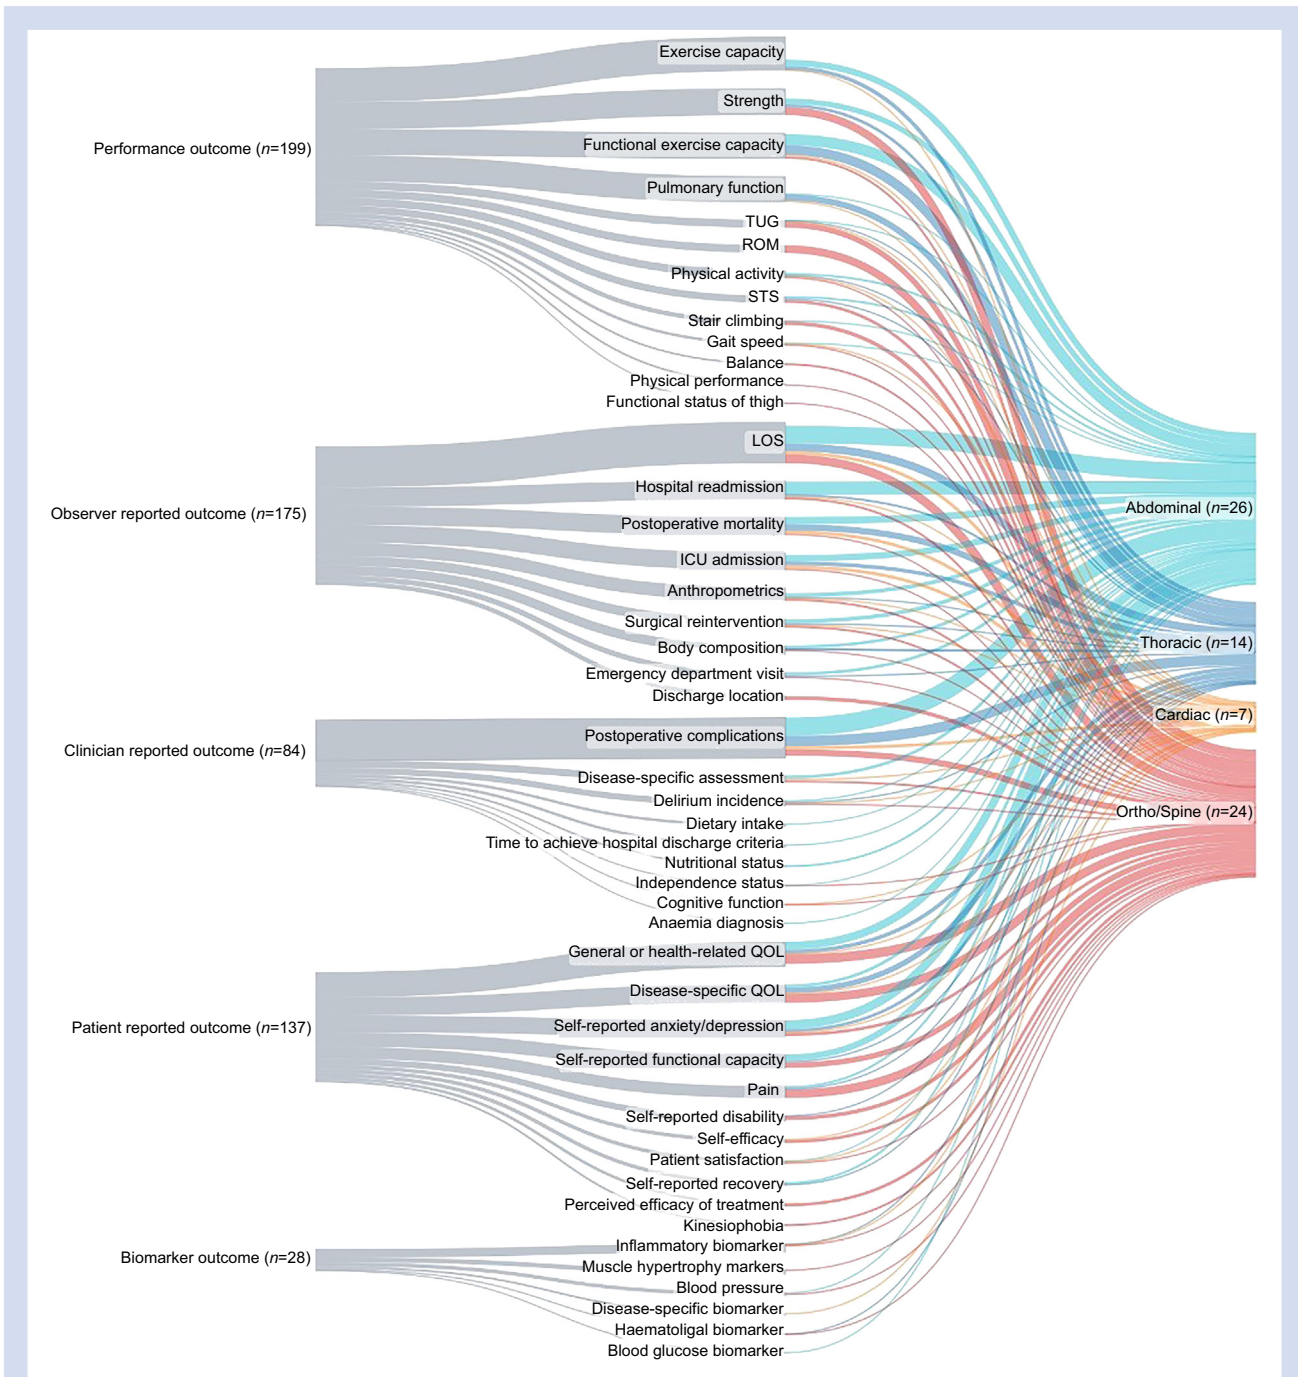 Performance outcome (n=199)
Exercise capacity
Strength
Functional exercise capacity
Pulmonary function
TUG
ROM
Physical activity
STS
Stair climbing
Gait speed
Balance
Physical performance
Functional status of thigh
Observer reported outcome (n=175)
LOS
Hospital readmission
Postoperative mortality
ICU admission
Anthropometrics
Surgical reintervention
Body composition
Emergency department visit
Discharge location
Clinician reported outcome (n=84)
Postoperative complications
Disease-specific assessment
Delirium incidence
Dietary intake
Time to achieve hospital discharge criteria
Nutritional status
Independence status
Cognitive function
Anaemia diagnosis
Patient reported outcome (n=137)
General or health-related QOL
Disease-specific QOL
Self-reported anxiety/depression
Self-reported functional capacity
Pain
Self-reported disability
Self-efficacy
Patient satisfaction
Self-reported recovery
Perceived efficacy of treatment
Kinesiophobia
Biomarker outcome (n=28)
Inflammatory biomarker
Muscle hypertrophy markers
Blood pressure
Disease-specific biomarker
Haematoligal biomarker
Blood glucose biomarker
Abdominal (n=26)
Thoracic (n=14)
Cardiac (n=7)
Ortho/Spine (n=24)